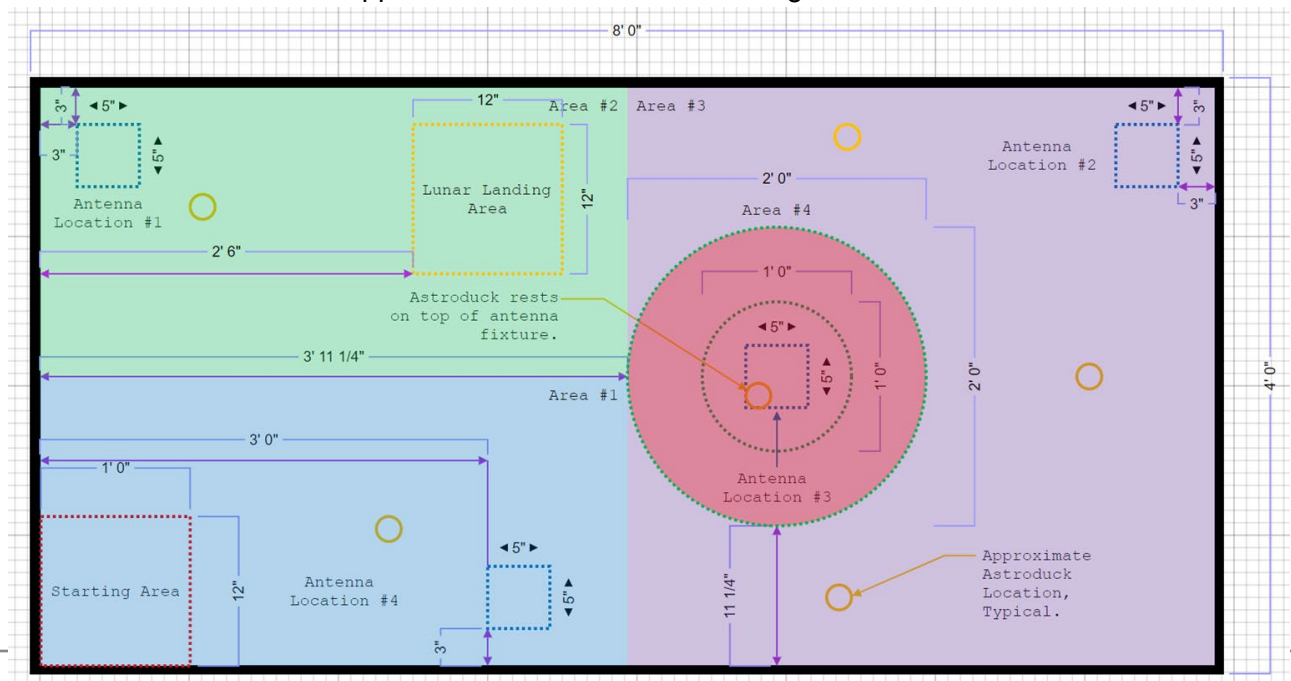 8' 0"
3"
◄5"►
12"
Area #2
Area #3
◄5"►
3"
3"
5"
Antenna
Location #1
Lunar Landing
Area
12"
2' 0"
Antenna
Location #2
5"
3"
Area #4
2' 6"
1' 0"
Astroduck rests
on top of antenna
fixture.
◄5"►
5"
1' 0"
2' 0"
4' 0"
3' 11 1/4"
Area #1
3' 0"
1' 0"
Antenna
Location #3
◄5"►
Starting Area
12"
Antenna
Location #4
5"
3"
11 1/4"
Approximate
Astroduck
Location,
Typical.